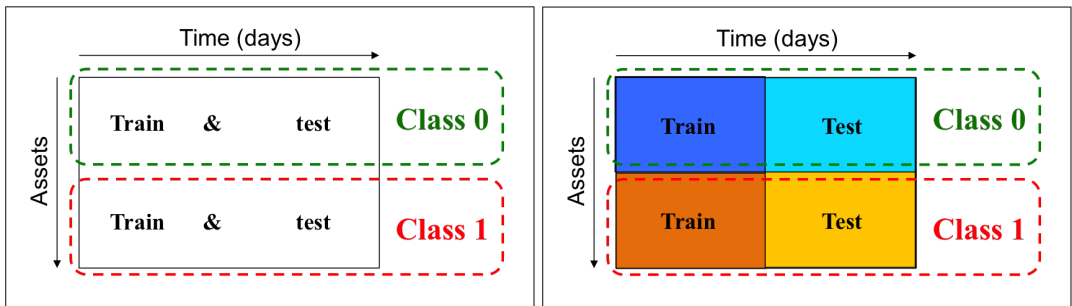 Time (days)
Assets
Train & test
Class 0
Train & test
Class 1
Time (days)
Assets
Train
Test
Class 0
Train
Test
Class 1